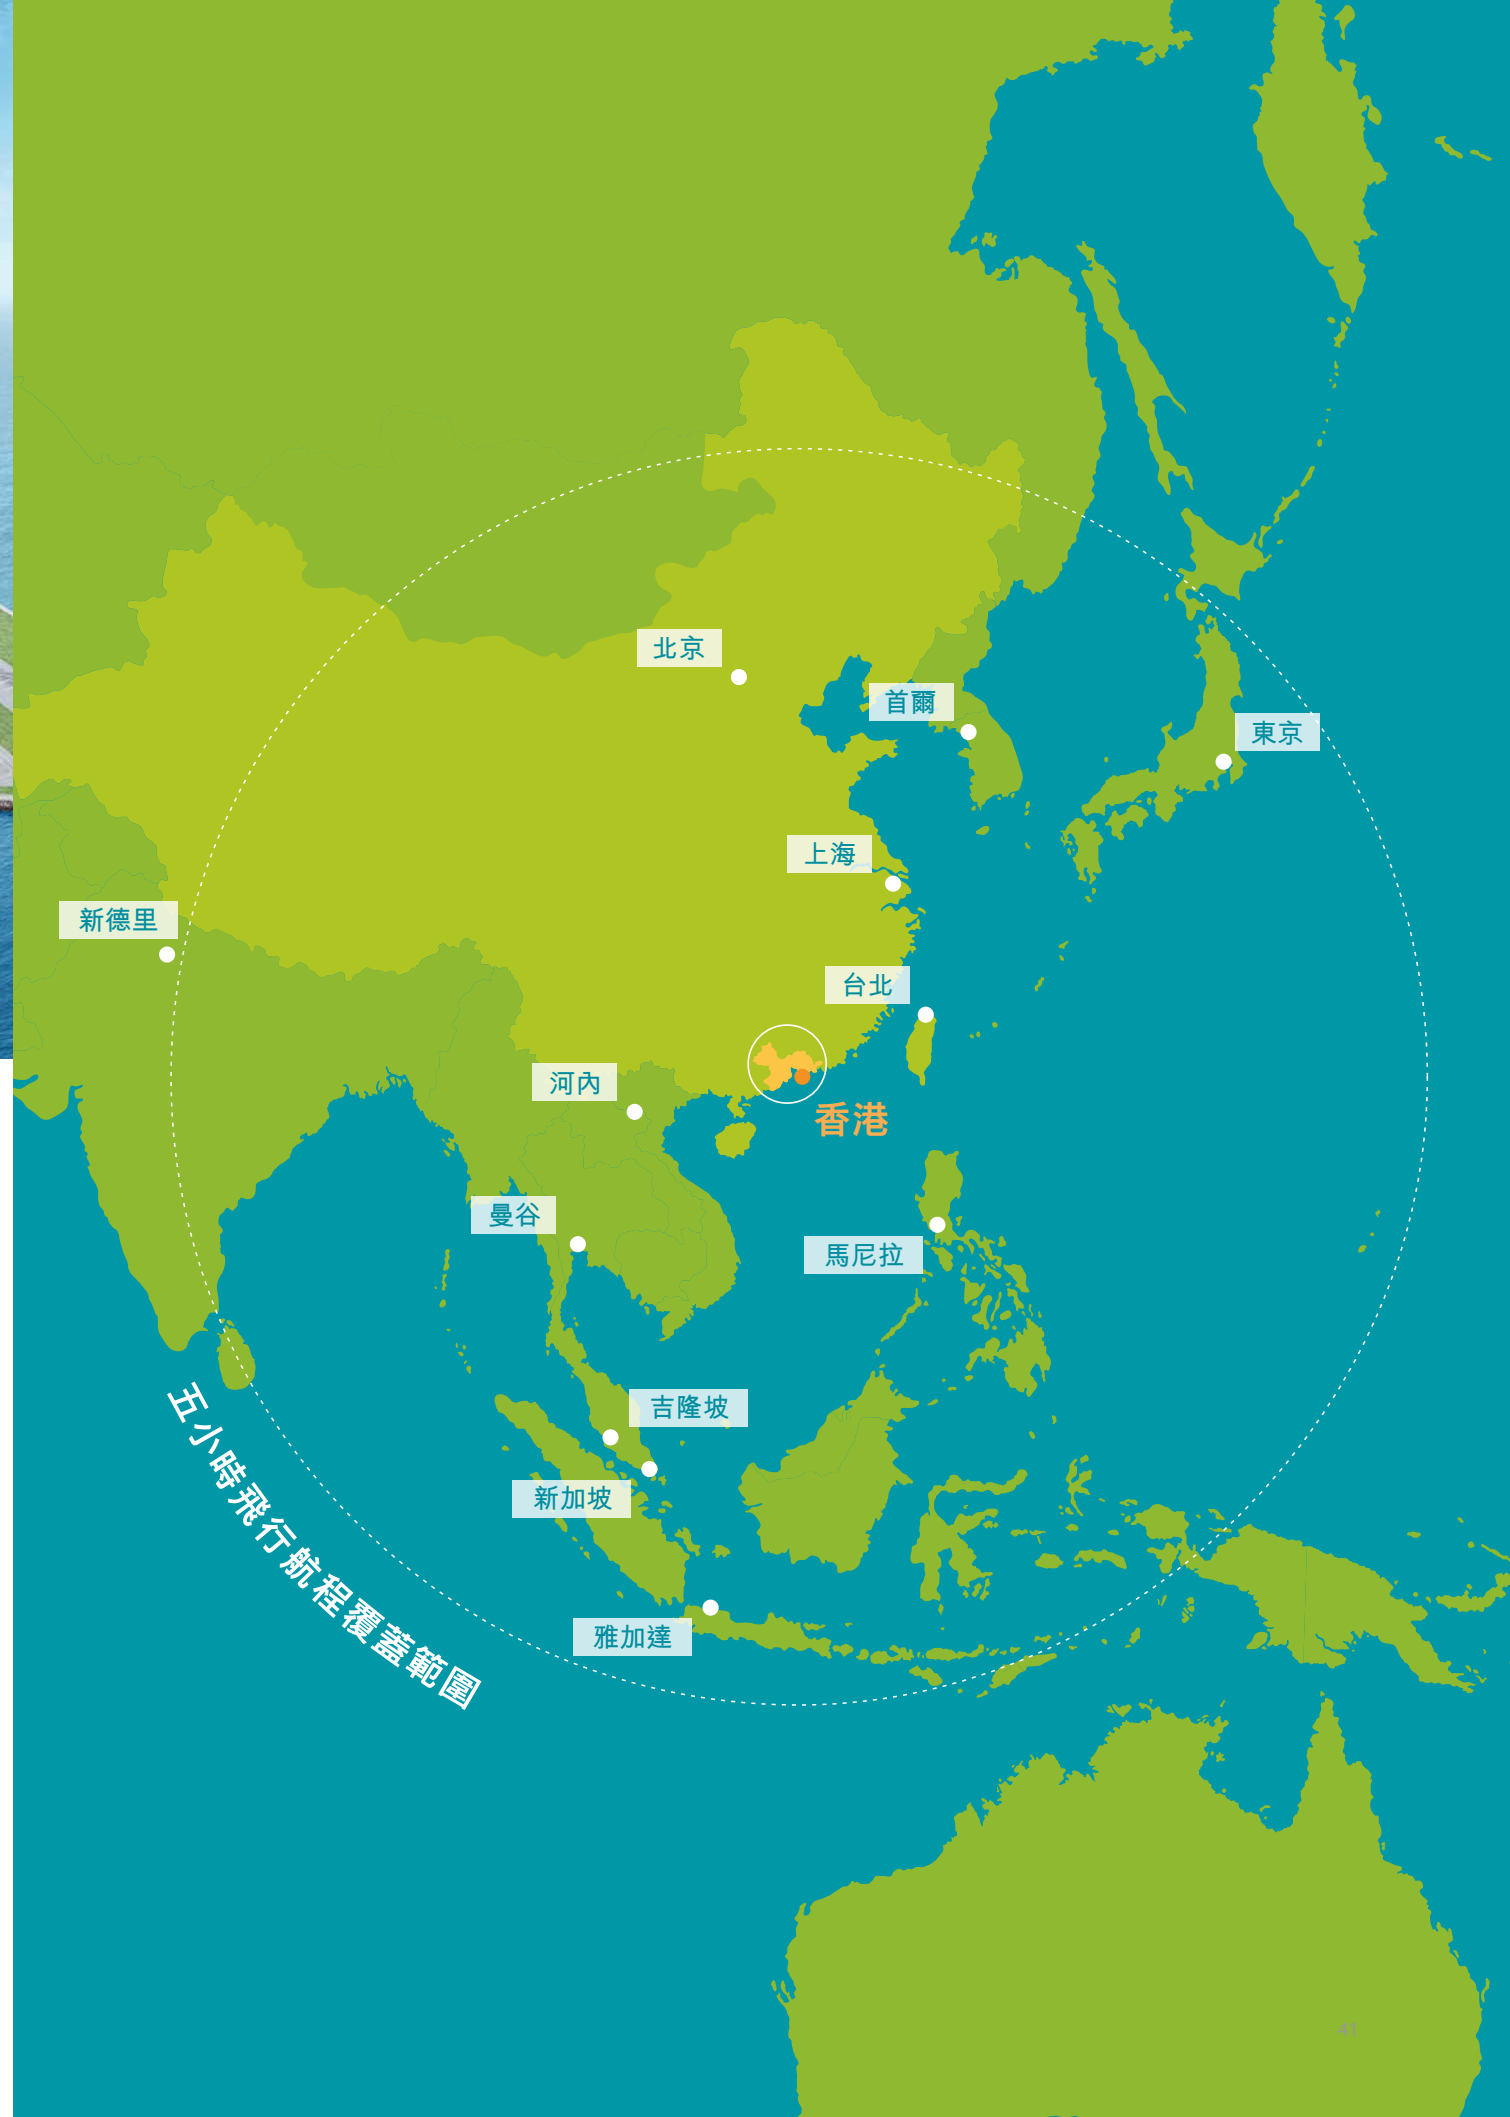 北京
首爾
東京
上海
新德里
台北
河內
香港
曼谷
馬尼拉
吉隆坡
新加坡
雅加達
五小時飛行航程覆蓋範圍
41